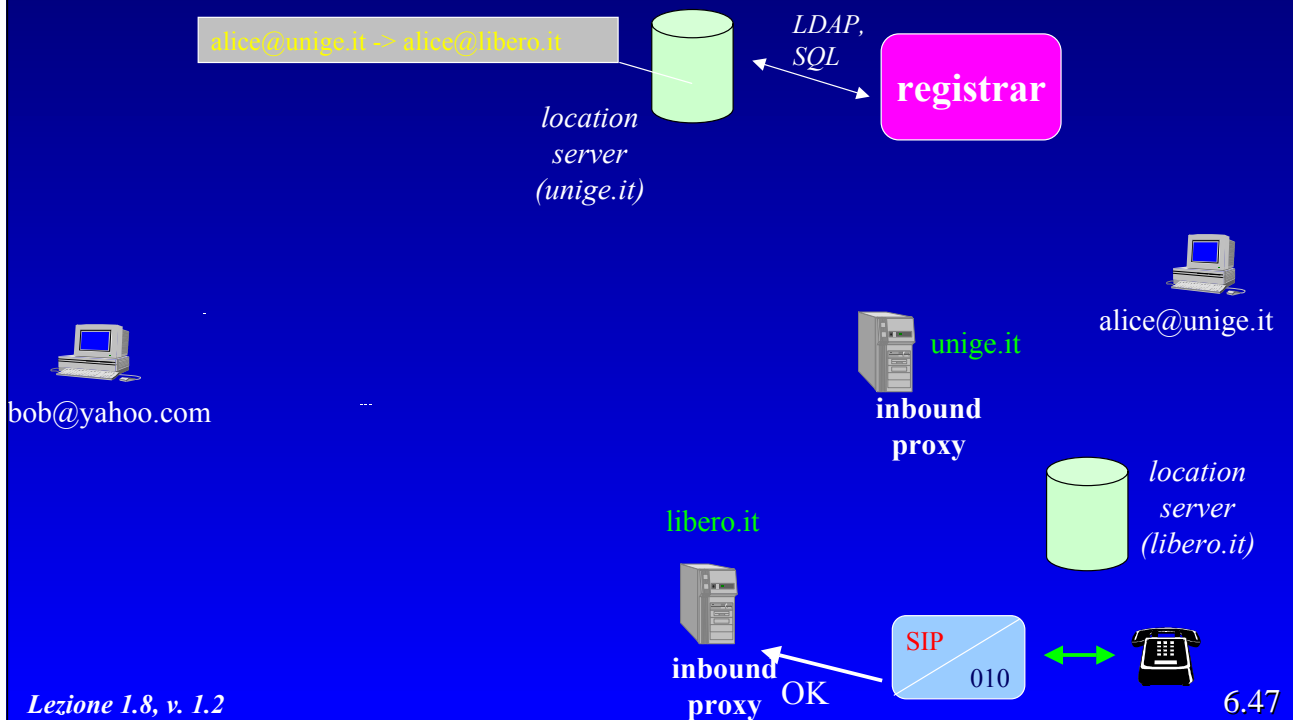 alice@unige.it -> alice@libero.it
LDAP,
SQL
registrar
location
server
(unige.it)
alice@unige.it
unige.it
bob@yahoo.com
inbound
proxy
location
server
(libero.it)
libero.it
SIP
010
inbound
proxy
OK
Lezione 1.8, v. 1.2
6.47